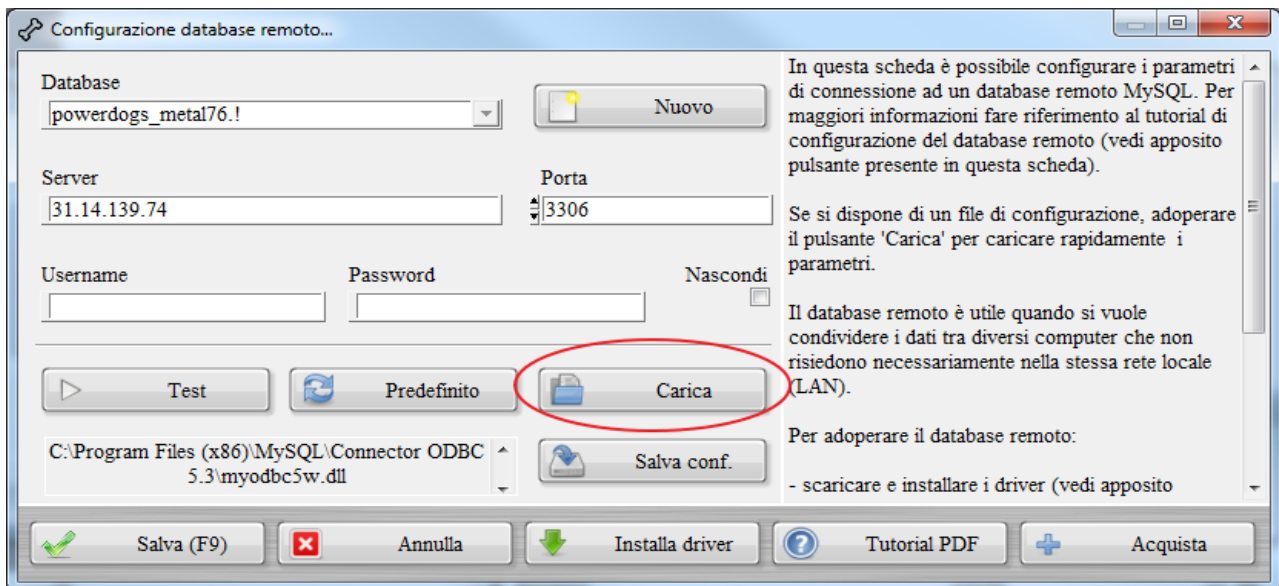 Configurazione database remoto...
Database
powerdogs_metal76.!
Nuovo
Server
Porta
31.14.139.74
3306
Username
Password
Nascondi
Test
Predefinito
Carica
C:\Program Files (x86)\MySQL\Connector ODBC
5.3\myodbc5w.dll
Salva conf.
In questa scheda è possibile configurare i parametri
di connessione ad un database remoto MySQL. Per
maggiori informazioni fare riferimento al tutorial di
configurazione del database remoto (vedi apposito
pulsante presente in questa scheda).
Se si dispone di un file di configurazione, adoperare
il pulsante 'Carica' per caricare rapidamente i
parametri.
Il database remoto è utile quando si vuole
condividere i dati tra diversi computer che non
risiedono necessariamente nella stessa rete locale
(LAN).
Per adoperare il database remoto:
- scaricare e installare i driver (vedi apposito
Salva (F9)
Annulla
Installa driver
Tutorial PDF
Acquista